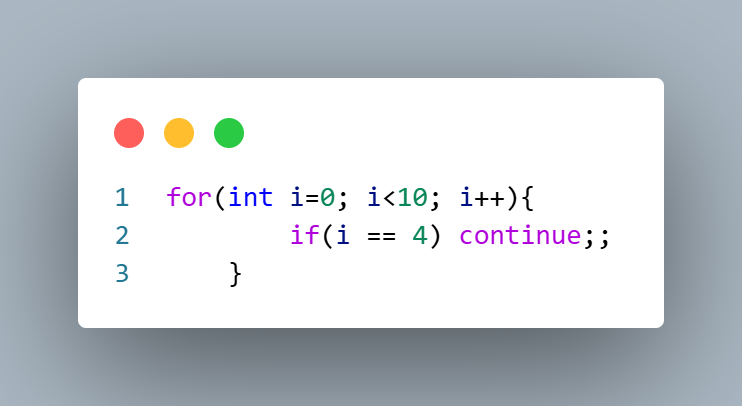 1 for(int i=0; i<10; i++){
2 if(i == 4) continue;;
3 }